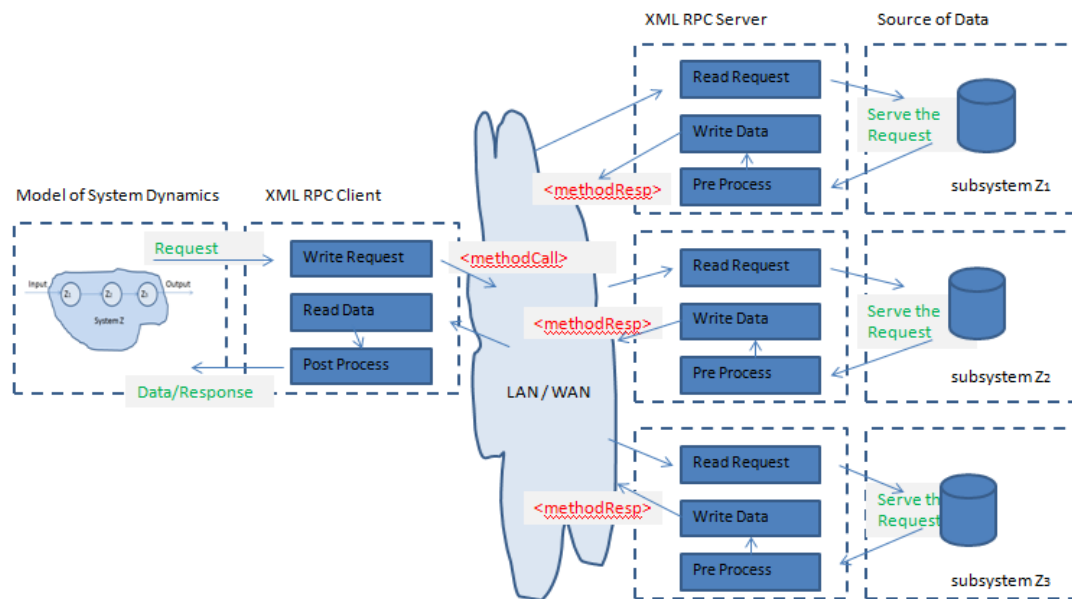 XML RPC Server
Source of Data
Read Request
Serve the
Request
Write Data
<methodResp>
Pre Process
subsystem Z1
Model of System Dynamics
XML RPC Client
Request
Write Request
<methodCall>
Input
Output
Z1
Z2
Z3
System Z
Read Data
Post Process
Data/Response
LAN / WAN
Read Request
Serve the
Request
<methodResp>
Write Data
Pre Process
subsystem Z2
Read Request
Serve th
Request
<methodResp>
Write Data
Pre Process
subsystem Z3